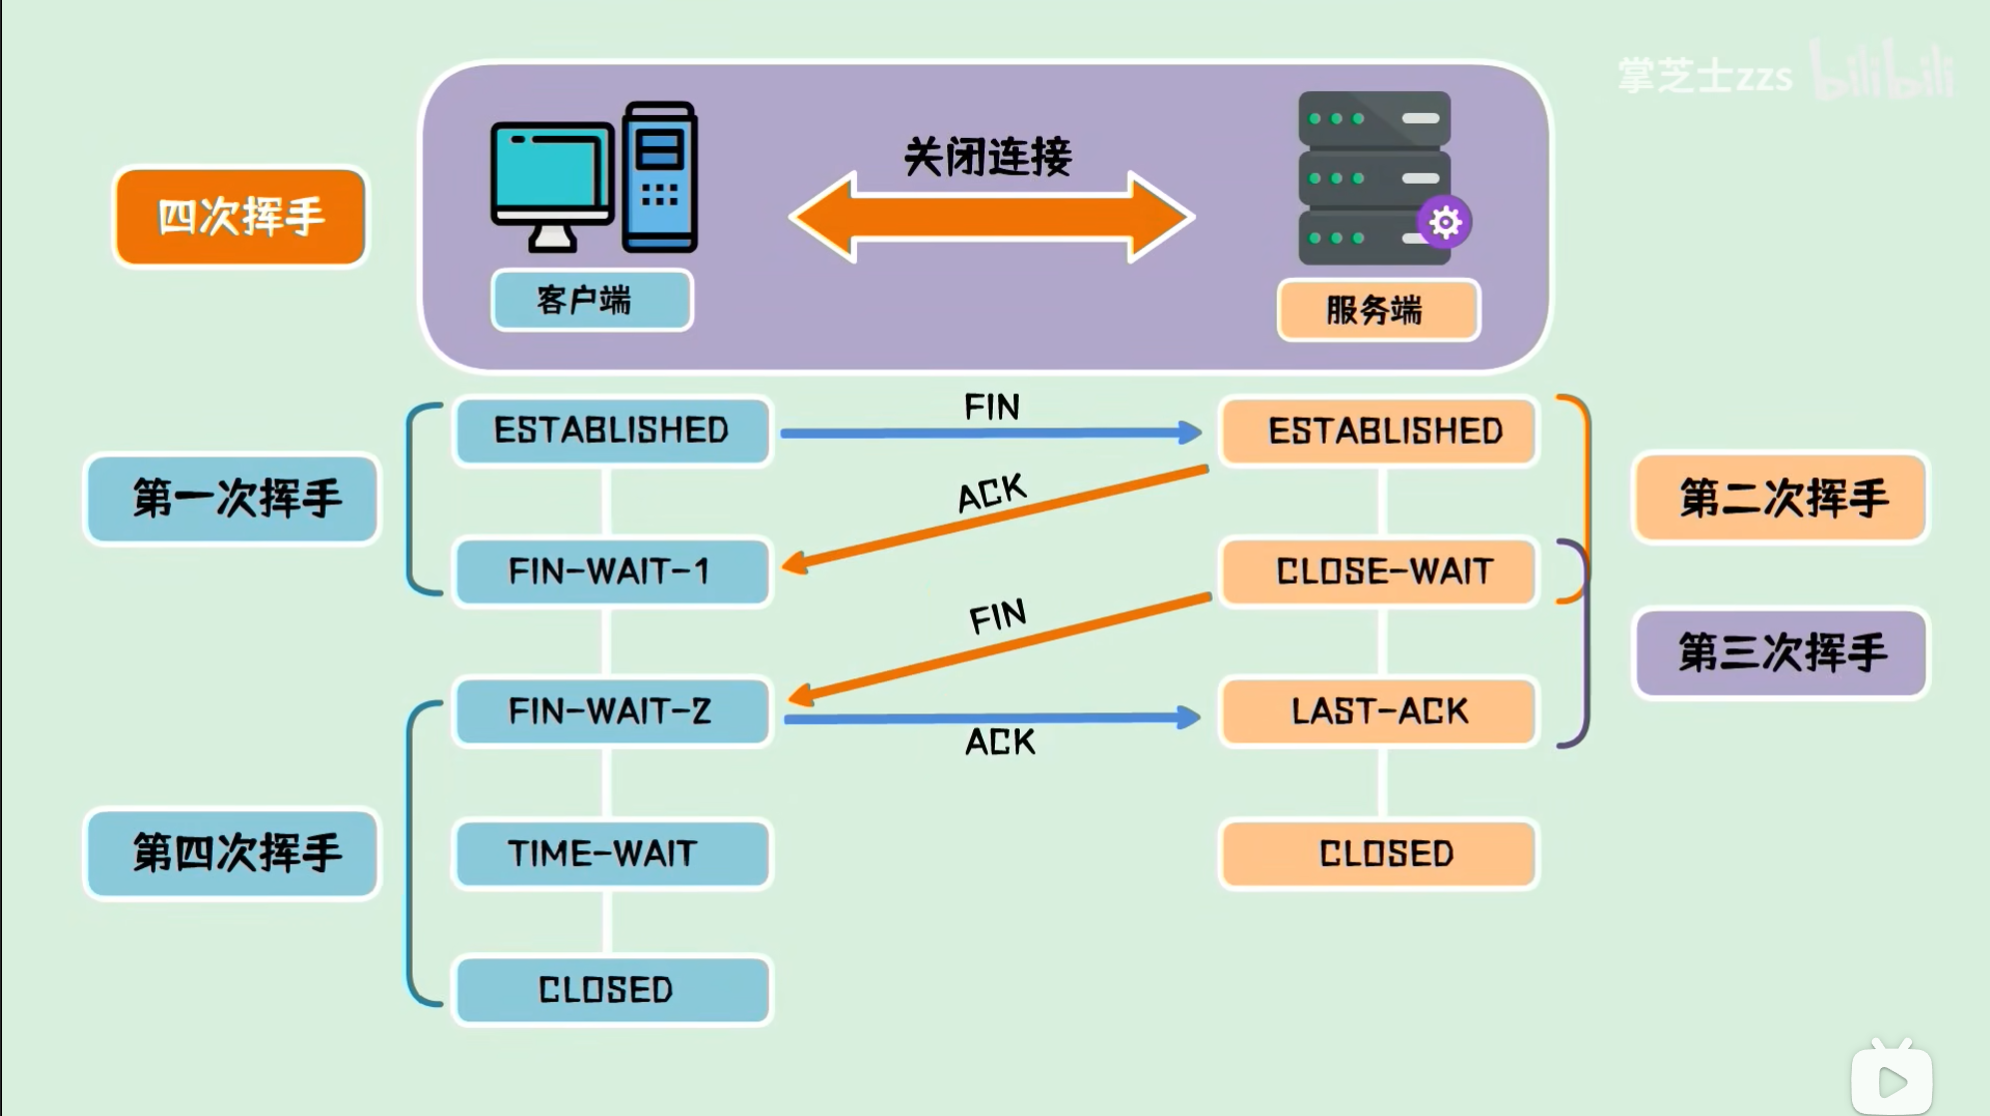 掌芝士zzs bilibili
四次挥手
关闭连接
客户端
服务端
ESTABLISHED
FIN
ESTABLISHED
第一次挥手
ACK
第二次挥手
FIN-WAIT-1
CLOSE-WAIT
FIN
第三次挥手
FIN-WAIT-2
LAST-ACK
ACK
第四次挥手
TIME-WAIT
CLOSED
CLOSED